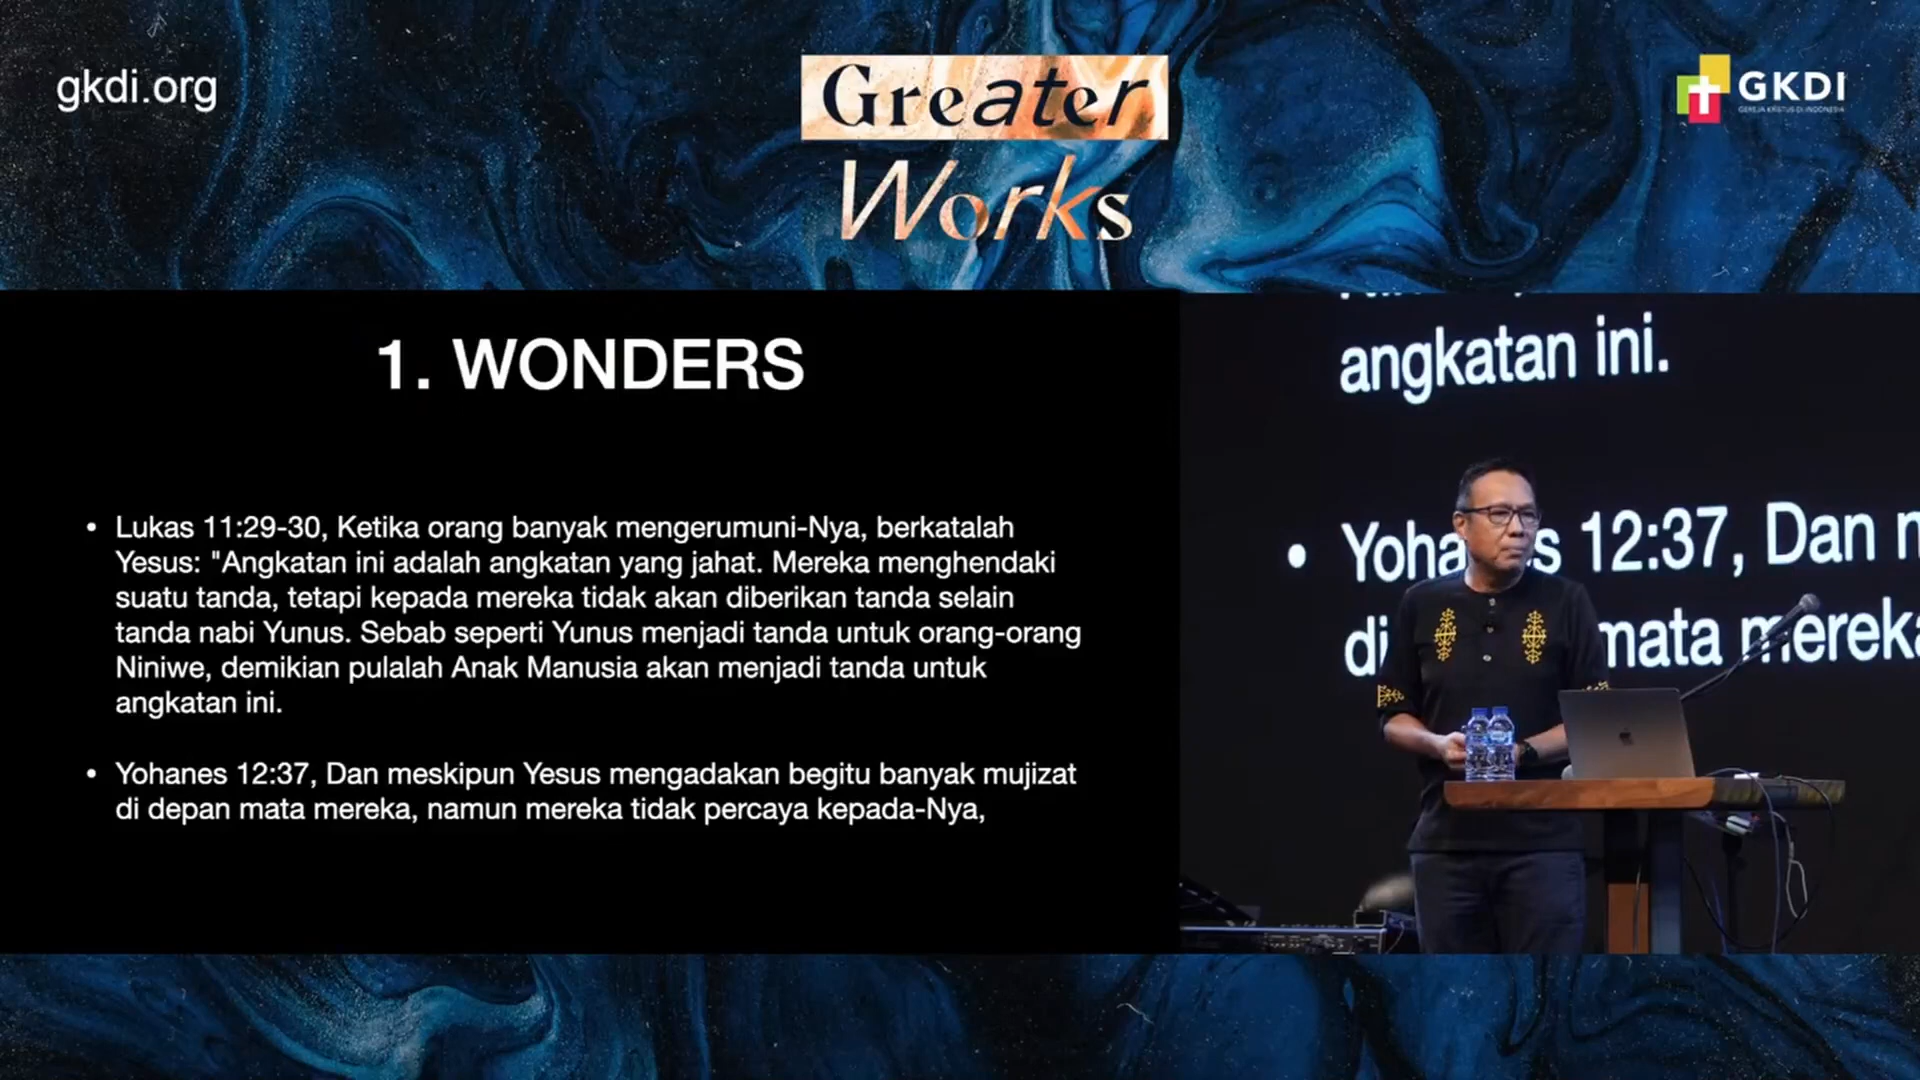 gkdi.org
Greater
Works
GKDI
GEREJA KRISTUS DI INDONESIA
1. WONDERS
• Lukas 11:29-30, Ketika orang banyak mengerumuni-Nya, berkatalah
Yesus: "Angkatan ini adalah angkatan yang jahat. Mereka menghendaki
suatu tanda, tetapi kepada mereka tidak akan diberikan tanda selain
tanda nabi Yunus. Sebab seperti Yunus menjadi tanda untuk orang-orang
Niniwe, demikian pulalah Anak Manusia akan menjadi tanda untuk
angkatan ini.
• Yohanes 12:37, Dan meskipun Yesus mengadakan begitu banyak mujizat
di depan mata mereka, namun mereka tidak percaya kepada-Nya,
angkatan ini.
• Yoha s 12:37, Dan
di mata mereka